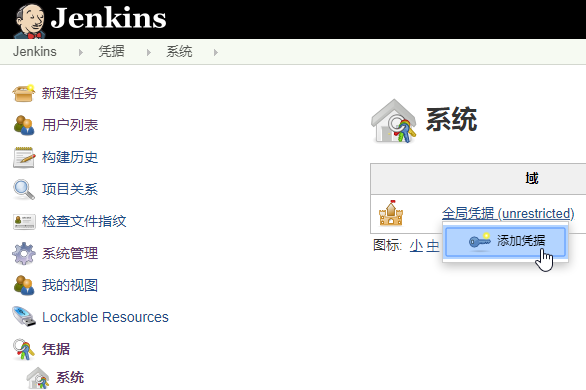 Jenkins
Jenkins 凭据 系统
新建任务
用户列表
构建历史
项目关系
检查文件指纹
系统管理
我的视图
Lockable Resources
凭据
系统
系统
域
全局凭据 (unrestricted)
添加凭据
图标: 小 中